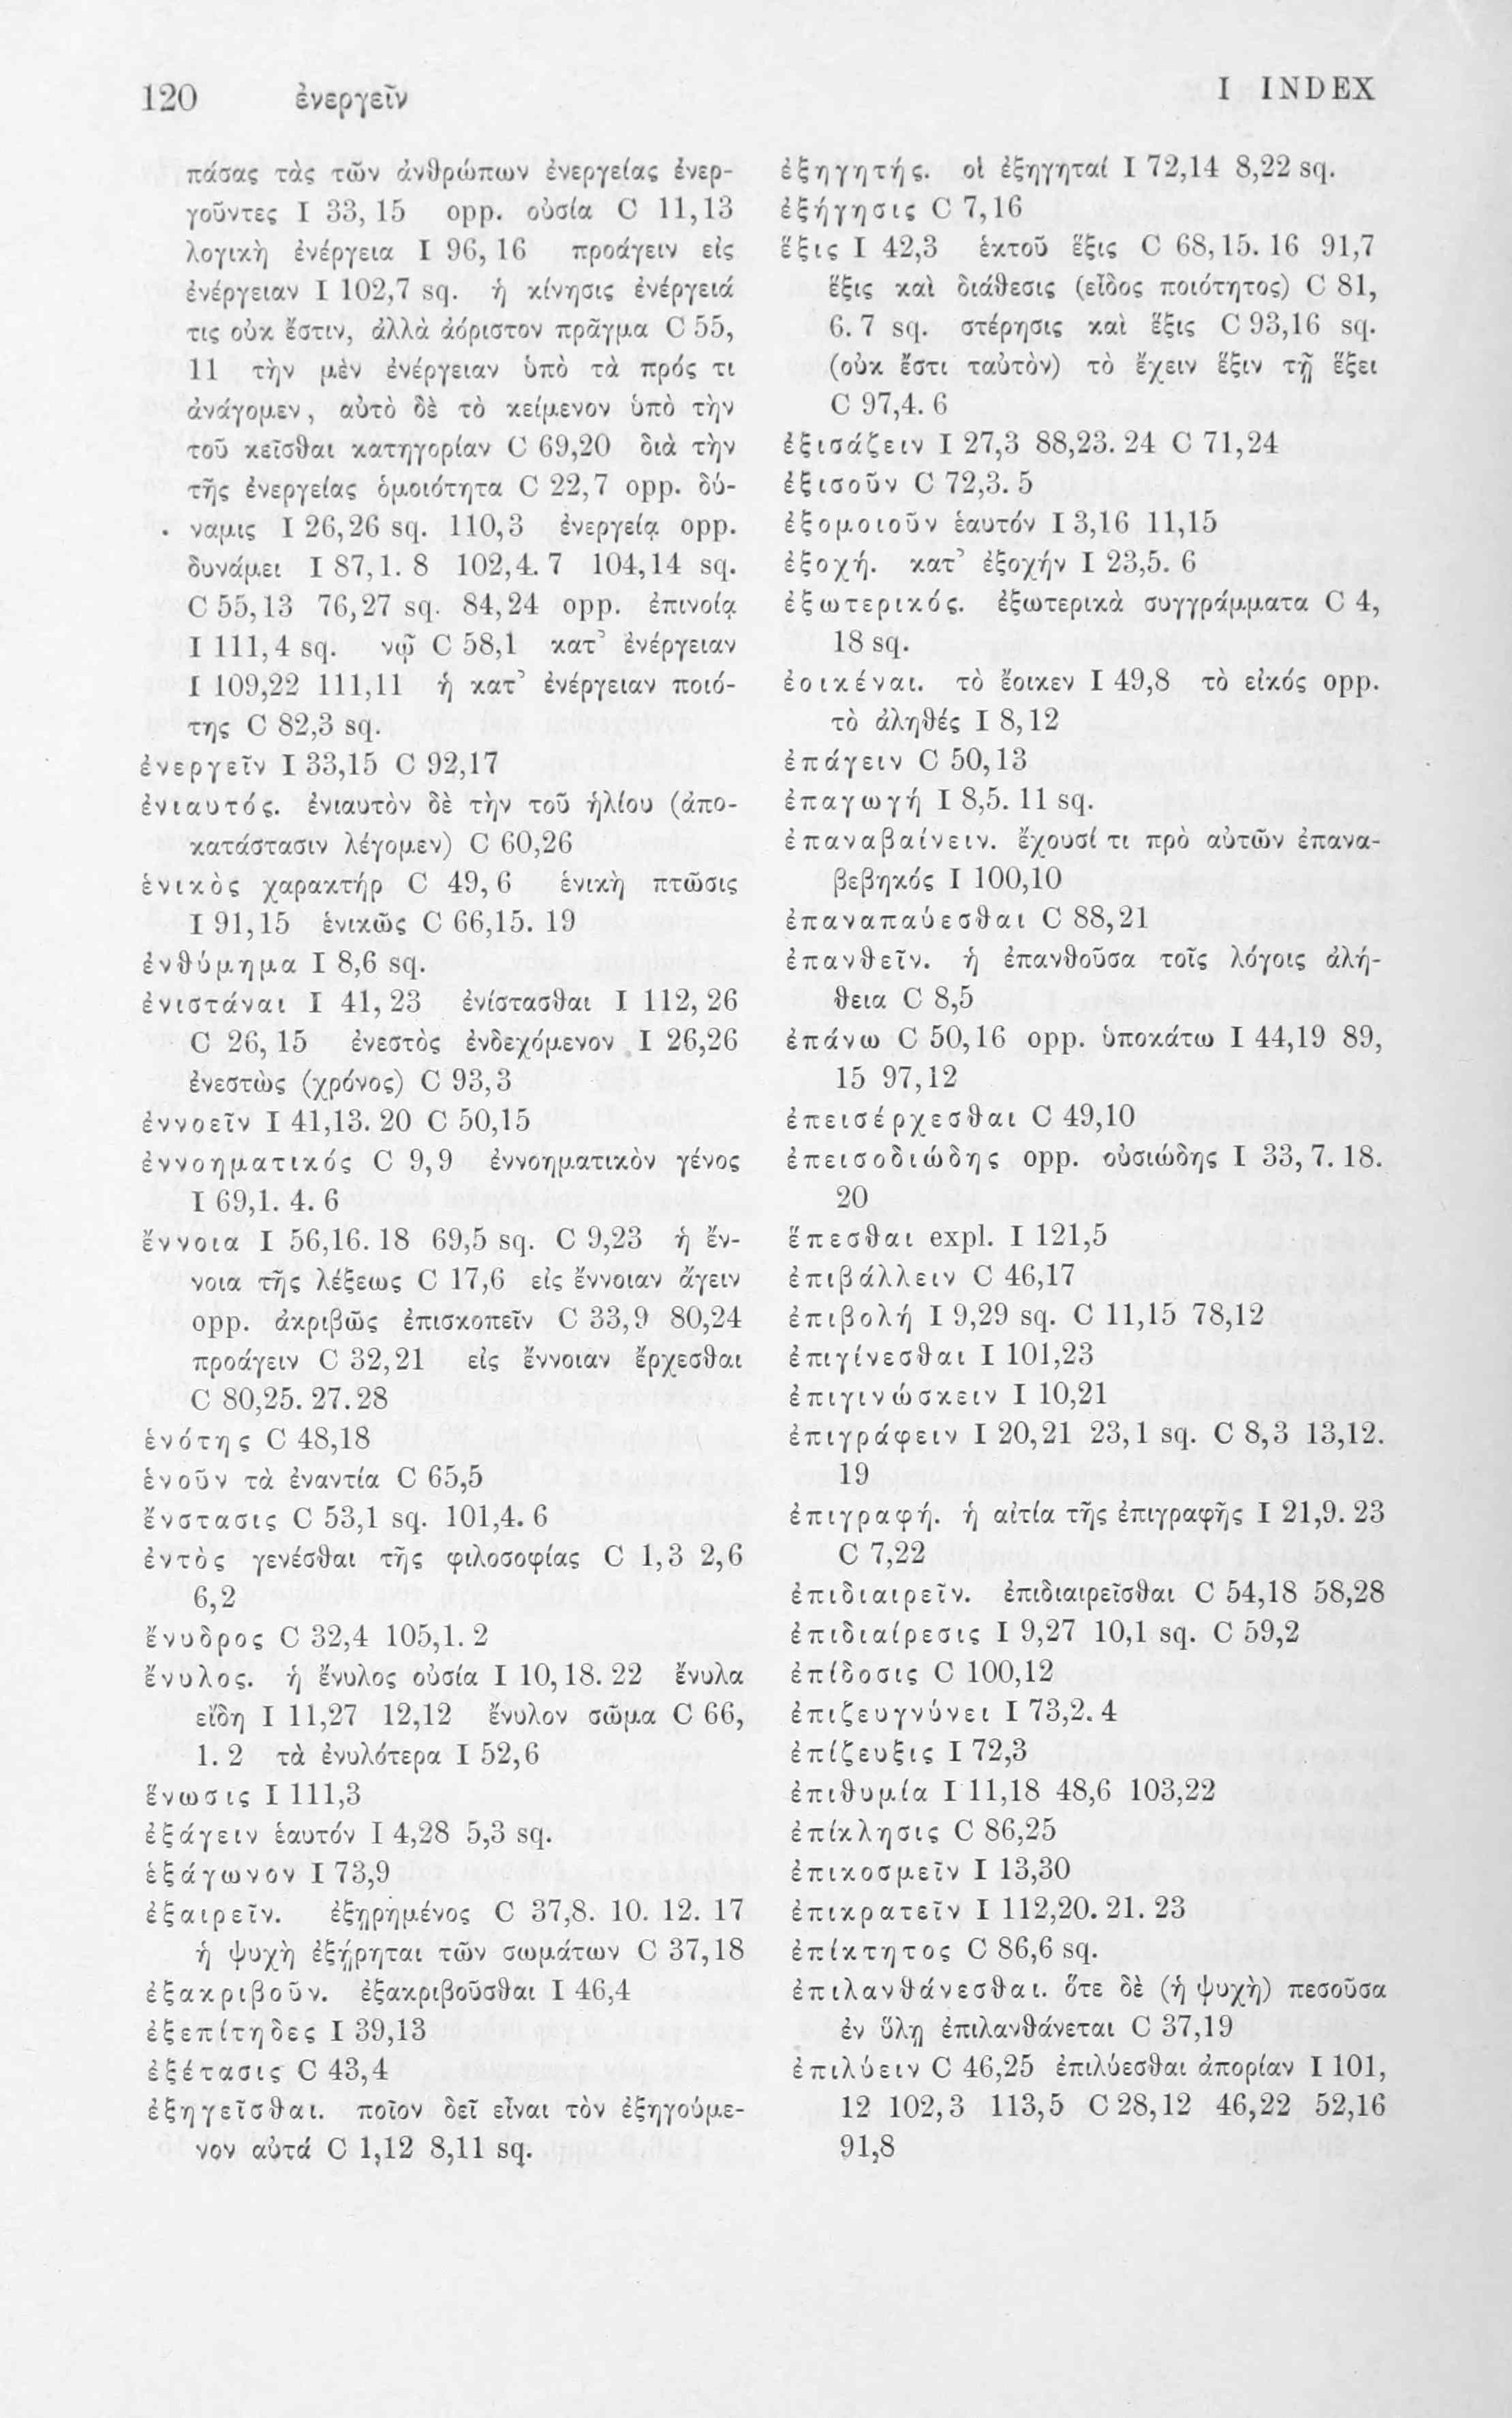 120 ἐνεργεῖν I INDEX
πάσας τὰς τῶν ἀνθρώπων ἐνεργείας ἐνερ-
γοῦντες I 33, 15 opp. οὐσία C 11,13
λογικὴ ἐνέργεια I 96, 16 προάγειν εἰς
ἐνέργειαν I 102,7 sq. ἡ κίνησις ἐνέργειά
τις οὐκ ἔστιν, ἀλλὰ ἀόριστον πρᾶγμα C 55,
11 τὴν μὲν ἐνέργειαν ὑπὸ τὰ πρός τι
ἀνάγομεν, αὐτὸ δὲ τὸ κείμενον ὑπὸ τὴν
τοῦ κεῖσθαι κατηγορίαν C 69,20 διὰ τὴν
τῆς ἐνεργείας ὁμοιότητα C 22,7 opp. δύ-
ναμις I 26,26 sq. 110,3 ἐνεργείᾳ opp.
δυνάμει I 87,1. 8 102,4. 7 104,14 sq.
C 55,13 76,27 sq. 84,24 opp. ἐπινοίᾳ
I 111,4 sq. νῷ C 58,1 κατ’ ἐνέργειαν
I 109,22 111,11 ἡ κατ’ ἐνέργειαν ποιό-
της C 82,3 sq.
ἐνεργεῖν I 33,15 C 92,17
ἐνιαυτός. ἐνιαυτὸν δὲ τὴν τοῦ ἡλίου (ἀπο-
κατάστασιν λέγομεν) C 60,26
ἑνικὸς χαρακτήρ C 49, 6 ἑνικὴ πτῶσις
I 91,15 ἑνικῶς C 66,15. 19
ἐνθύμημα I 8,6 sq.
ἐνιστάναι I 41, 23 ἐνίστασθαι I 112, 26
C 26, 15 ἐνεστὸς ἐνδεχόμενον I 26,26
ἐνεστὼς (χρόνος) C 93,3
ἐννοεῖν I 41,13. 20 C 50,15
ἐννοηματικός C 9,9 ἐννοηματικὸν γένος
I 69,1. 4. 6
ἔννοια I 56,16. 18 69,5 sq. C 9,23 ἡ ἔν-
νοια τῆς λέξεως C 17,6 εἰς ἔννοιαν ἄγειν
opp. ἀκριβῶς ἐπισκοπεῖν C 33,9 80,24
προάγειν C 32,21 εἰς ἔννοιαν ἔρχεσθαι
C 80,25. 27. 28
ἑνότης C 48,18
ἑνοῦν τὰ ἐναντία C 65,5
ἔνστασις C 53,1 sq. 101,4. 6
ἐντὸς γενέσθαι τῆς φιλοσοφίας C 1,3 2,6
6,2
ἔνυδρος C 32,4 105,1. 2
ἔνυλος. ἡ ἔνυλος οὐσία I 10,18. 22 ἔνυλα
εἴδη I 11,27 12,12 ἔνυλον σῶμα C 66,
1. 2 τὰ ἐνυλότερα I 52,6
ἕνωσις I 111,3
ἐξάγειν ἑαυτόν I 4,28 5,3 sq.
ἑξάγωνον I 73,9
ἐξαιρεῖν. ἐξῃρημένος C 37,8. 10. 12. 17
ἡ ψυχὴ ἐξῄρηται τῶν σωμάτων C 37,18
ἐξακριβοῦν. ἐξακριβοῦσθαι I 46,4
ἐξεπίτηδες I 39,13
ἐξέτασις C 43,4
ἐξηγεῖσθαι. ποῖον δεῖ εἶναι τὸν ἐξηγούμε-
νον αὐτά C 1,12 8,11 sq.
ἐξηγητής. οἱ ἐξηγηταί I 72,14 8,22 sq.
ἐξήγησις C 7,16
ἕξις I 42,3 ἑκτοῦ ἕξις C 68,15. 16 91,7
ἕξις καὶ διάθεσις (εἶδος ποιότητος) C 81,
6. 7 sq. στέρησις καὶ ἕξις C 93,16 sq.
(οὐκ ἔστι ταὐτὸν) τὸ ἔχειν ἕξιν τῇ ἕξει
C 97,4. 6
ἐξισάζειν I 27,3 88,23. 24 C 71,24
ἐξισοῦν C 72,3. 5
ἐξομοιοῦν ἑαυτόν I 3,16 11,15
ἐξοχή. κατ’ ἐξοχήν I 23,5. 6
ἐξωτερικός. ἐξωτερικὰ συγγράμματα C 4,
18 sq.
ἐοικέναι. τὸ ἔοικεν I 49,8 τὸ εἰκός opp.
τὸ ἀληθές I 8,12
ἐπάγειν C 50,13
ἐπαγωγή I 8,5. 11 sq.
ἐπαναβαίνειν. ἔχουσί τι πρὸ αὐτῶν ἐπανα-
βεβηκός I 100,10
ἐπαναπαύεσθαι C 88,21
ἐπανθεῖν. ἡ ἐπανθοῦσα τοῖς λόγοις ἀλή-
θεια C 8,5
ἐπάνω C 50,16 opp. ὑποκάτω I 44,19 89,
15 97,12
ἐπεισέρχεσθαι C 49,10
ἐπεισοδιώδης opp. οὐσιώδης I 33, 7. 18.
20
ἕπεσθαι expl. I 121,5
ἐπιβάλλειν C 46,17
ἐπιβολή I 9,29 sq. C 11,15 78,12
ἐπιγίνεσθαι I 101,23
ἐπιγινώσκειν I 10,21
ἐπιγράφειν I 20,21 23,1 sq. C 8,3 13,12.
19
ἐπιγραφή. ἡ αἰτία τῆς ἐπιγραφῆς I 21,9. 23
C 7,22
ἐπιδιαιρεῖν. ἐπιδιαιρεῖσθαι C 54,18 58,28
ἐπιδιαίρεσις I 9,27 10,1 sq. C 59,2
ἐπίδοσις C 100,12
ἐπιζευγνύνει I 73,2. 4
ἐπίζευξις I 72,3
ἐπιθυμία I 11,18 48,6 103,22
ἐπίκλησις C 86,25
ἐπικοσμεῖν I 13,30
ἐπικρατεῖν I 112,20. 21. 23
ἐπίκτητος C 86,6 sq.
ἐπιλανθάνεσθαι. ὅτε δὲ (ἡ ψυχὴ) πεσοῦσα
ἐν ὕλῃ ἐπιλανθάνεται C 37,19
ἐπιλύειν C 46,25 ἐπιλύεσθαι ἀπορίαν I 101,
12 102,3 113,5 C 28,12 46,22 52,16
91,8